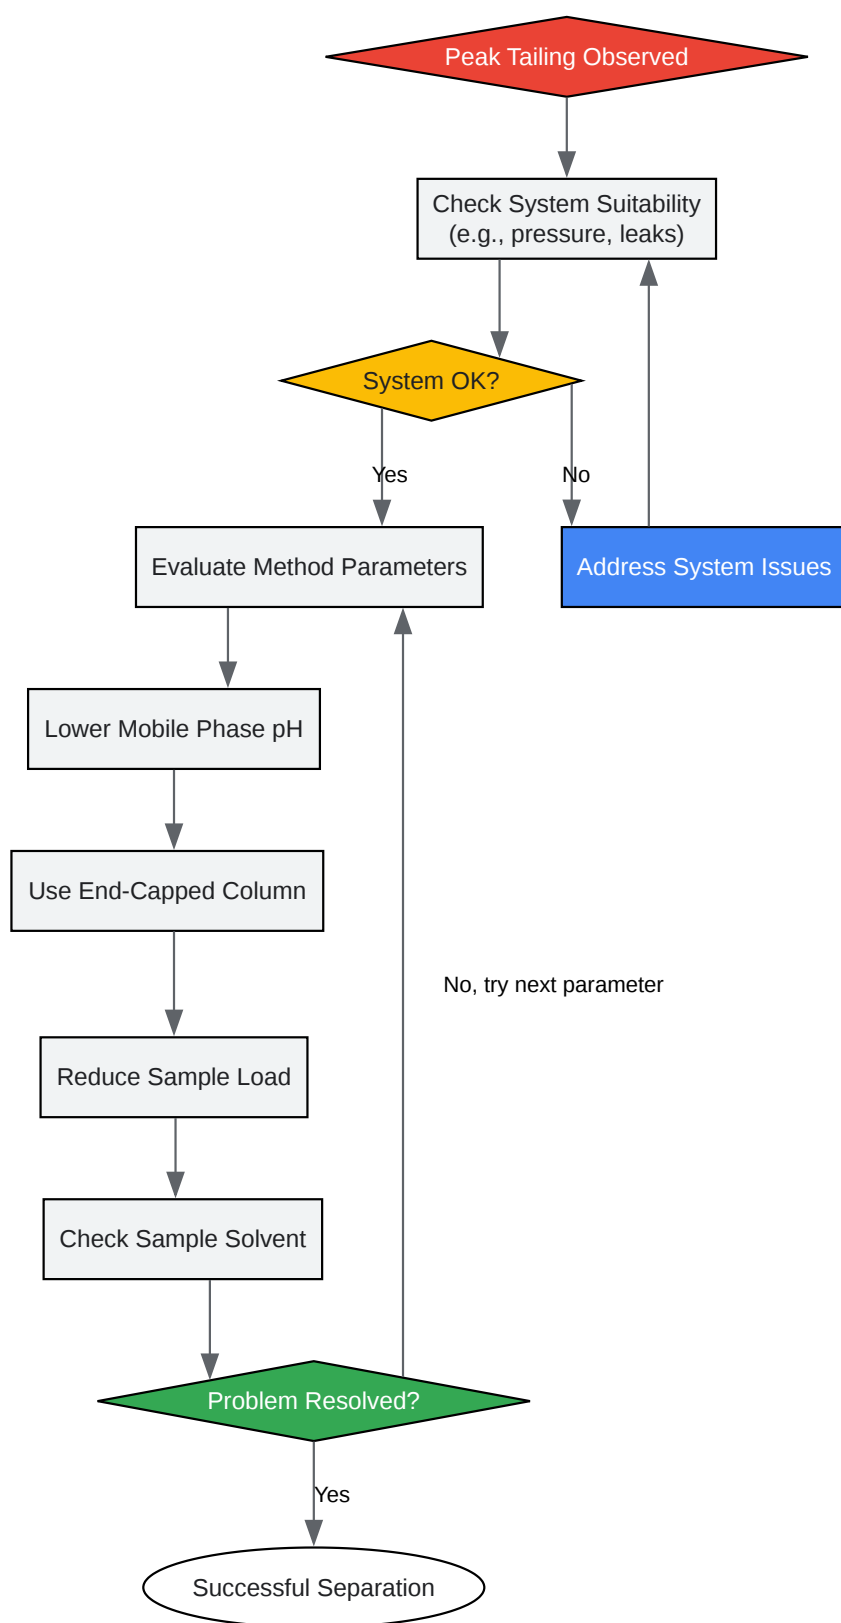 Peak Tailing Observed
Check System Suitability
(e.g., pressure, leaks)
System OK?
Yes
No
Evaluate Method Parameters
Address System Issues
Lower Mobile Phase pH
Use End-Capped Column
No, try next parameter
Reduce Sample Load
Check Sample Solvent
Problem Resolved?
Yes
Successful Separation